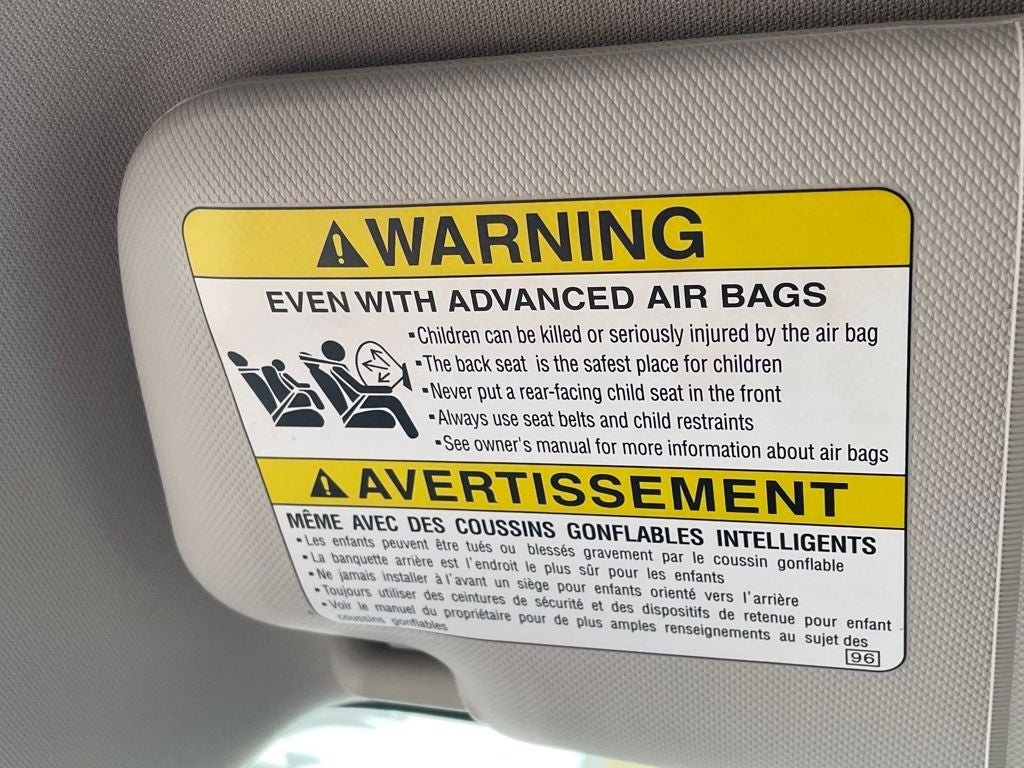 WARNING
EVEN WITH ADVANCED AIR BAGS
▪Children can be killed or seriously injured by the air bag
▪The back seat is the safest place for children
▪Never put a rear-facing child seat in the front
▪Always use seat belts and child restraints
▪See owner's manual for more information about air bags
AVERTISSEMENT
MÊME AVEC DES COUSSINS GONFLABLES INTELLIGENTS
▪Les enfants peuvent être tués ou blessés gravement par le coussin gonflable
▪La banquette arrière est l'endroit le plus sûr pour les enfants
▪Ne jamais installer à l'avant un siège pour enfants orienté vers l'arrière
▪Toujours utiliser des ceintures de sécurité et des dispositifs de retenue pour enfant
▪Voir le manuel du propriétaire pour de plus amples renseignements au sujet des
coussins gonflables
96